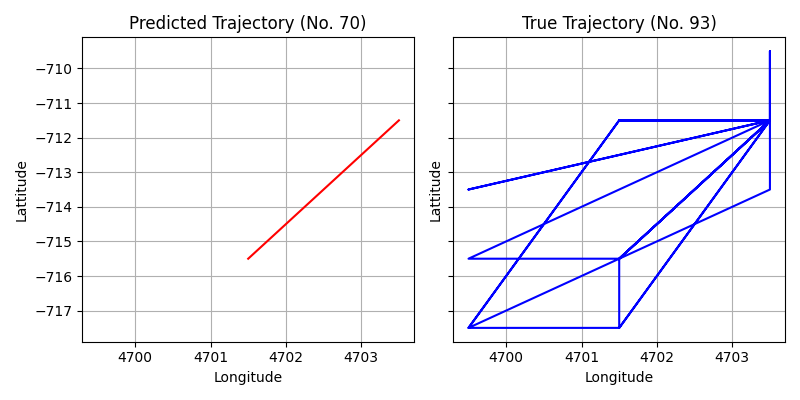 Predicted Trajectory (No. 70)
True Trajectory (No. 93)
Lattitude
−710
−711
−712
−713
−714
−715
−716
−717
4700
4701
4702
4703
Longitude
Lattitude
4700
4701
4702
4703
Longitude